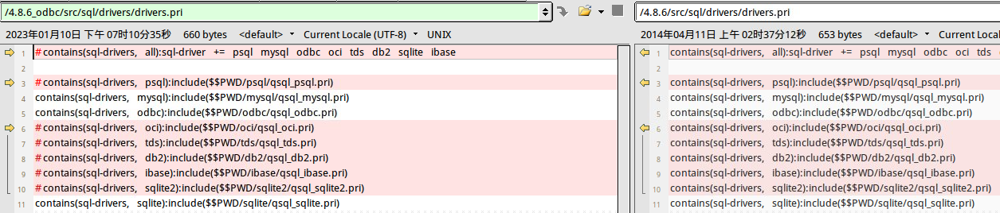 /4.8.6_odbc/src/sql/drivers/drivers.pri
2023年01月10日 下午 07时10分35秒 660 bytes <default> Current Locale (UTF-8) UNIX
1 #contains(sql-drivers, all):sql-driver += psql mysql odbc oci tds db2 sqlite ibase
2
3 #contains(sql-drivers, psql):include($$PWD/psql/qsql_psql.pri)
4 contains(sql-drivers, mysql):include($$PWD/mysql/qsql_mysql.pri)
5 contains(sql-drivers, odbc):include($$PWD/odbc/qsql_odbc.pri)
6 #contains(sql-drivers, oci):include($$PWD/oci/qsql_oci.pri)
7 #contains(sql-drivers, tds):include($$PWD/tds/qsql_tds.pri)
8 #contains(sql-drivers, db2):include($$PWD/db2/qsql_db2.pri)
9 #contains(sql-drivers, ibase):include($$PWD/ibase/qsql_ibase.pri)
10 #contains(sql-drivers, sqlite2):include($$PWD/sqlite2/qsql_sqlite2.pri)
11 contains(sql-drivers, sqlite):include($$PWD/sqlite/qsql_sqlite.pri)
/4.8.6/src/sql/drivers/drivers.pri
2014年04月11日 上午 02时37分12秒 653 bytes <default> Current Local
1 contains(sql-drivers, all):sql-driver += psql mysql odbc oci tds
2
3 contains(sql-drivers, psql):include($$PWD/psql/qsql_psql.pri)
4 contains(sql-drivers, mysql):include($$PWD/mysql/qsql_mysql.pri)
5 contains(sql-drivers, odbc):include($$PWD/odbc/qsql_odbc.pri)
6 contains(sql-drivers, oci):include($$PWD/oci/qsql_oci.pri)
7 contains(sql-drivers, tds):include($$PWD/tds/qsql_tds.pri)
8 contains(sql-drivers, db2):include($$PWD/db2/qsql_db2.pri)
9 contains(sql-drivers, ibase):include($$PWD/ibase/qsql_ibase.pri)
10 contains(sql-drivers, sqlite2):include($$PWD/sqlite2/qsql_sqlite2.pri)
11 contains(sql-drivers, sqlite):include($$PWD/sqlite/qsql_sqlite.pri)